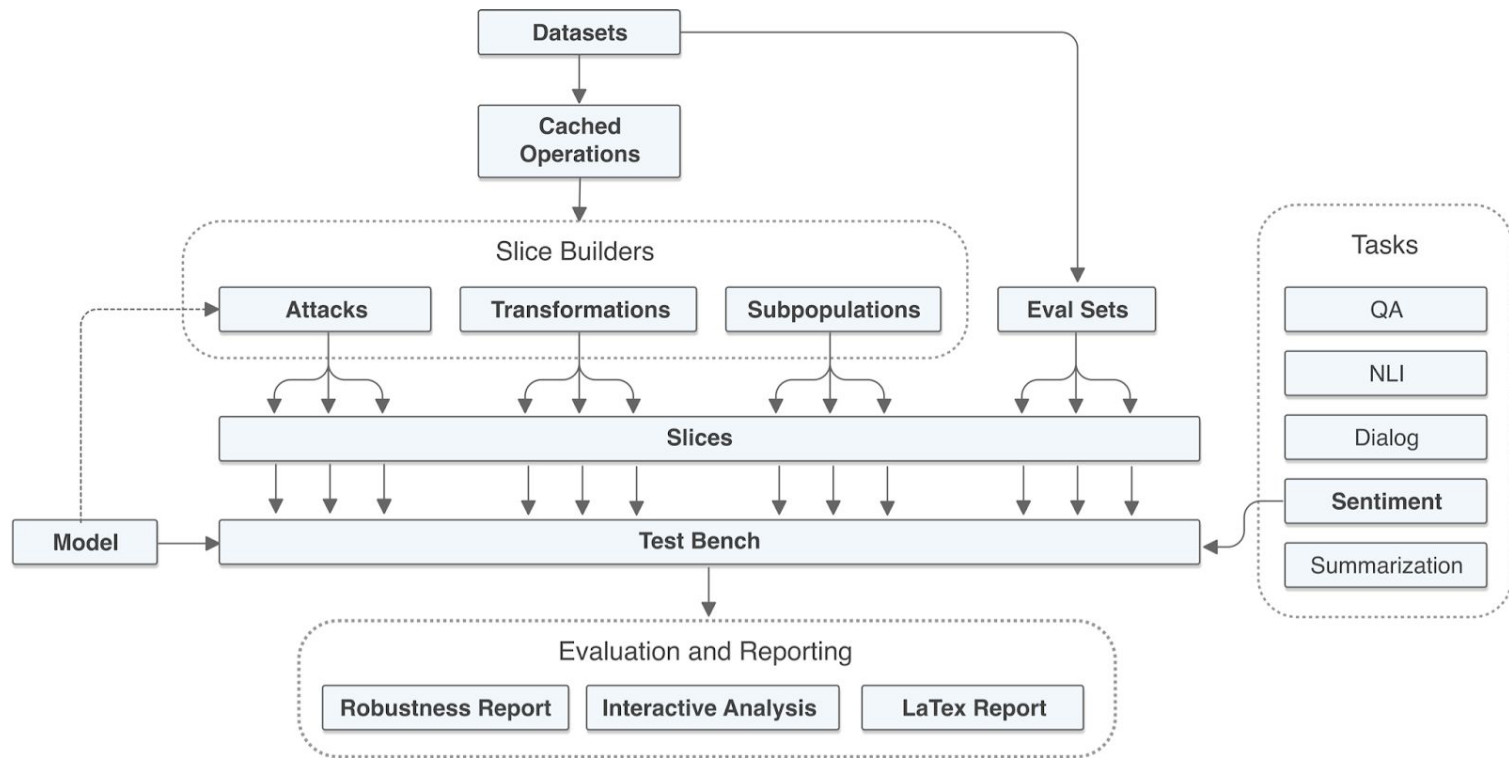 Datasets
Cached
Operations
Slice Builders
Attacks
Transformations
Subpopulations
Eval Sets
Slices
Model
Test Bench
Tasks
QA
NLI
Dialog
Sentiment
Summarization
Evaluation and Reporting
Robustness Report
Interactive Analysis
LaTex Report